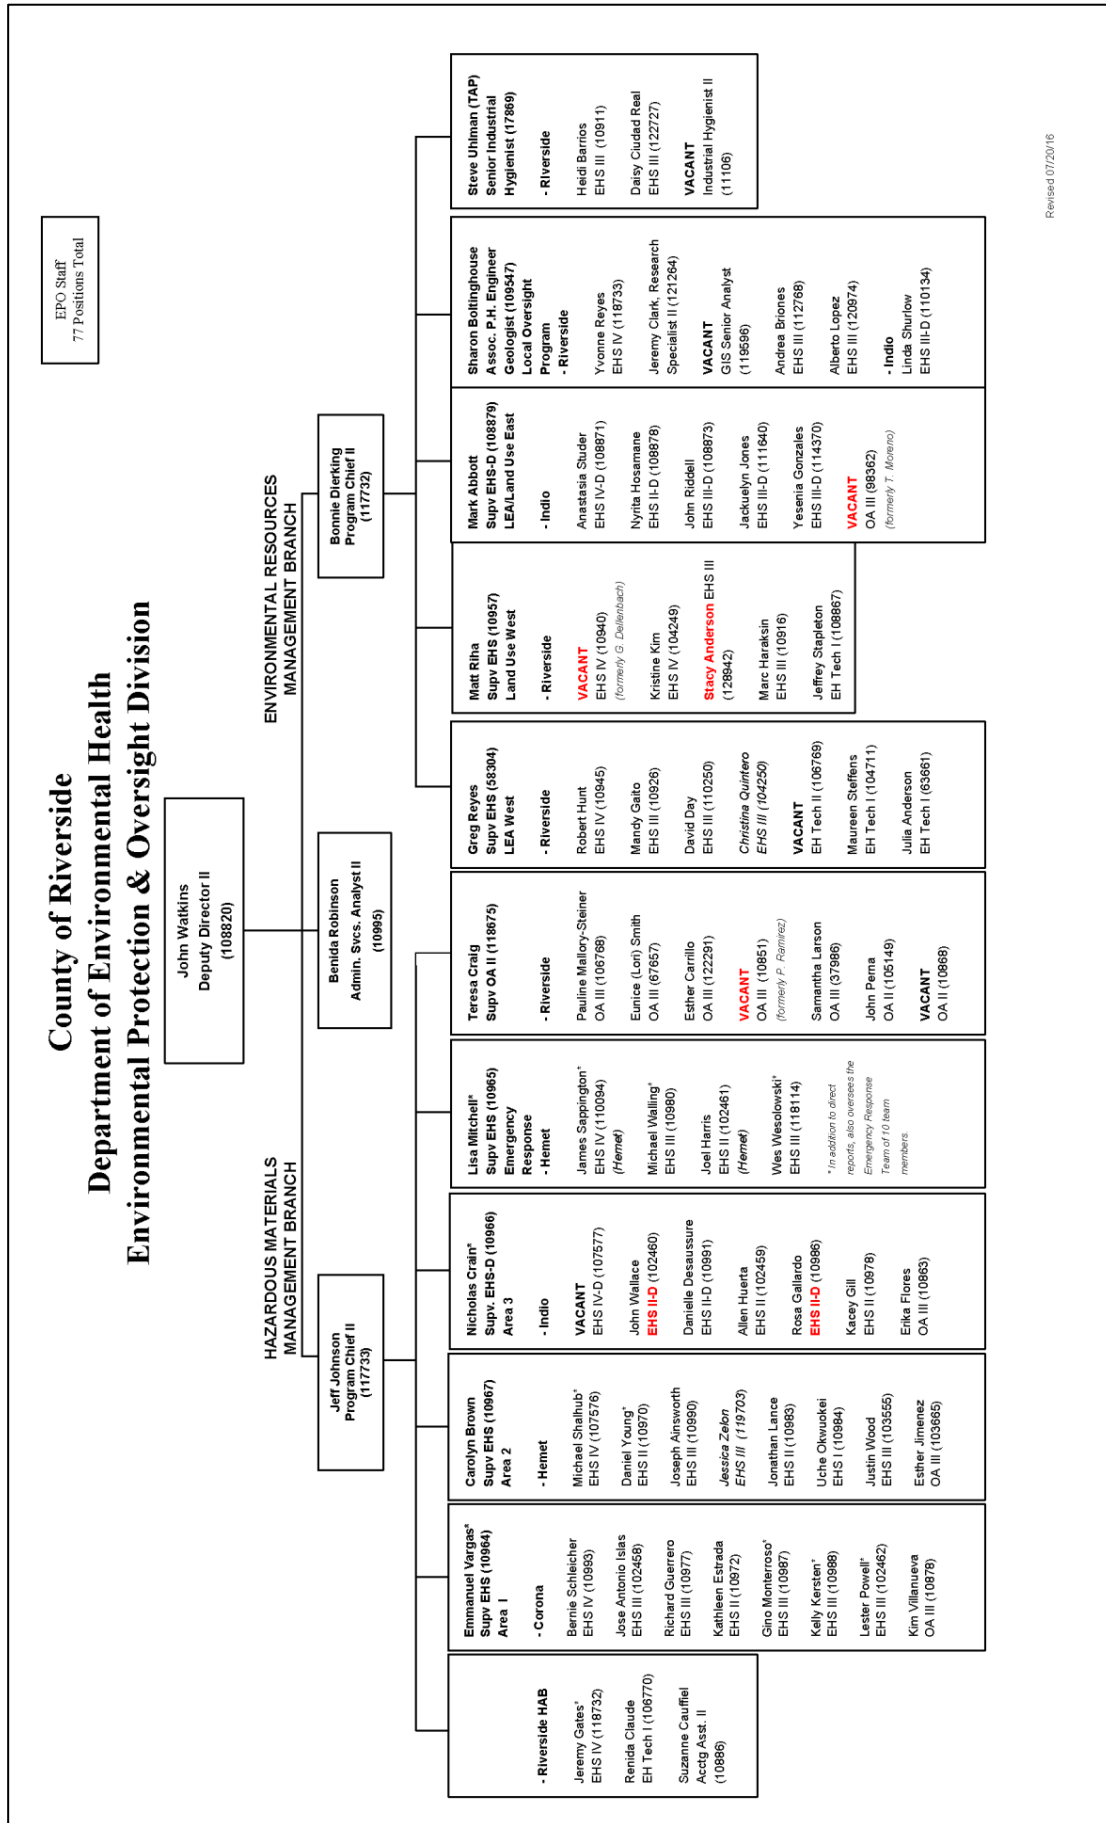 County of Riverside
Department of Environmental Health
Environmental Protection & Oversight Division
EPO Staff
77 Positions Total
John Watkins
Deputy Director II
(108820)
Benida Robinson
Admin. Svcs. Analyst II
(10995)
HAZARDOUS MATERIALS
MANAGEMENT BRANCH
Jeff Johnson
Program Chief II
(117733)
ENVIRONMENTAL RESOURCES
MANAGEMENT BRANCH
Bonnie Dierking
Program Chief II
(117732)
- Riverside HAB
Jeremy Gates*
EHS IV (118732)
Renida Claude
EH Tech I (106770)
Suzanne Cauffiel
Acctg Asst. II
(10886)
Emmanuel Vargas*
Supv EHS (10964)
Area I
- Corona
Bernie Schleicher
EHS IV (10993)
Jose Antonio Islas
EHS III (102458)
Richard Guerrero
EHS III (10977)
Kathleen Estrada
EHS II (10972)
Gino Monterroso*
EHS III (10987)
Kelly Kersten*
EHS III (10988)
Lester Powell*
EHS III (102462)
Kim Villanueva
OA III (10878)
Carolyn Brown
Supv EHS (10967)
Area 2
- Hemet
Michael Shalhub*
EHS IV (107576)
Daniel Young*
EHS II (10970)
Joseph Ainsworth
EHS III (10990)
Jessica Zelon
EHS III (119703)
Jonathan Lance
EHS II (10983)
Uche Okwuokei
EHS I (10984)
Justin Wood
EHS III (103555)
Esther Jimenez
OA III (103665)
Nicholas Crain*
Supv. EHS-D (10966)
Area 3
- Indio
VACANT
EHS IV-D (107577)
John Wallace
EHS II-D (102460)
Danielle Desaussure
EHS II-D (10991)
Allen Huerta
EHS II (102459)
Rosa Gallardo
EHS II-D (10986)
Kacey Gill
EHS II (10978)
Erika Flores
OA III (10863)
Lisa Mitchell*
Supv EHS (10965)
Emergency
Response
- Hemet
James Sappington*
EHS IV (110094)
(Hemet)
Michael Walling*
EHS III (10980)
Joel Harris
EHS II (102461)
(Hemet)
Wes Wesolowski*
EHS III (118114)
* In addition to direct
reports, also oversees the
Emergency Response
Team of 10 team
members.
Teresa Craig
Supv OA II (118675)
- Riverside
Pauline Mallory-Steiner
OA III (106768)
Eunice (Lori) Smith
OA III (67657)
Esther Carrillo
OA III (122291)
VACANT
OA III (10851)
(formerly P. Ramirez)
Samantha Larson
OA III (37986)
John Perna
OA II (105149)
VACANT
OA II (10868)
Greg Reyes
Supv EHS (58304)
LEA West
- Riverside
Robert Hunt
EHS IV (10945)
Mandy Gaito
EHS III (10926)
David Day
EHS III (110250)
Christina Quintero
EHS III (104250)
VACANT
EH Tech II (106769)
Maureen Steffens
EH Tech I (104711)
Julia Anderson
EH Tech I (63661)
Matt Riha
Supv EHS (10957)
Land Use West
- Riverside
VACANT
EHS IV (10940)
(formerly G. Dellenbach)
Kristine Kim
EHS IV (104249)
Stacy Anderson EHS III
(128942)
Marc Haraksin
EHS III (10916)
Jeffrey Stapleton
EH Tech I (108867)
Mark Abbott
Supv EHS-D (108879)
LEA/Land Use East
- Indio
Anastasia Studer
EHS IV-D (108871)
Nyrita Hosamane
EHS II-D (108878)
John Riddell
EHS III-D (108873)
Jackuelyn Jones
EHS III-D (111640)
Yesenia Gonzales
EHS III-D (114370)
VACANT
OA III (98362)
(formerly T. Moreno)
Sharon Boltinghouse
Assoc. P.H. Engineer
Geologist (109547)
Local Oversight
Program
- Riverside
Yvonne Reyes
EHS IV (118733)
Jeremy Clark, Research
Specialist II (121264)
VACANT
GIS Senior Analyst
(119596)
Andrea Briones
EHS III (112768)
Alberto Lopez
EHS III (120974)
- Indio
Linda Shurlow
EHS III-D (110134)
Steve Uhlman (TAP)
Senior Industrial
Hygienist (17869)
- Riverside
Heidi Barrios
EHS III (10911)
Daisy Ciudad Real
EHS III (122727)
VACANT
Industrial Hygienist II
(11106)
Revised 07/20/16